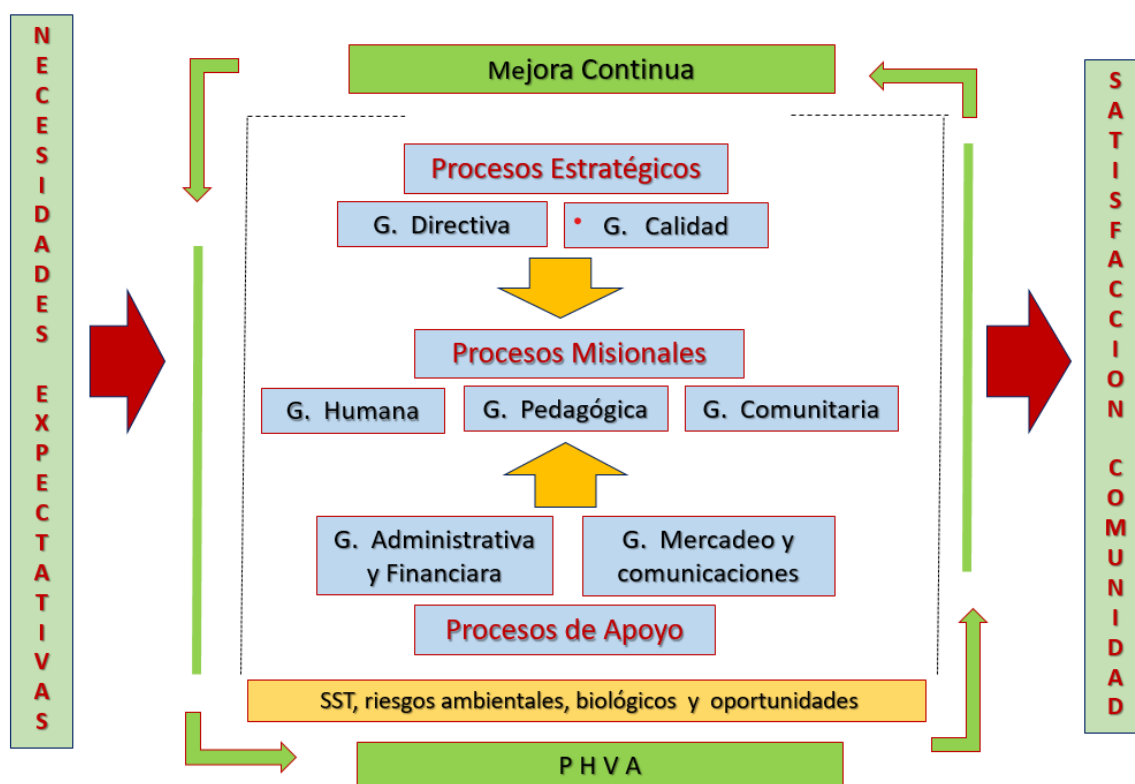 NECESIDADES EXPECTATIVAS
Mejora Continua
SATISFACCION COMUNIDAD
Procesos Estratégicos
G. Directiva
• G. Calidad
Procesos Misionales
G. Humana
G. Pedagógica
G. Comunitaria
G. Administrativa
y Financiara
G. Mercadeo y
comunicaciones
Procesos de Apoyo
SST, riesgos ambientales, biológicos y oportunidades
P H V A